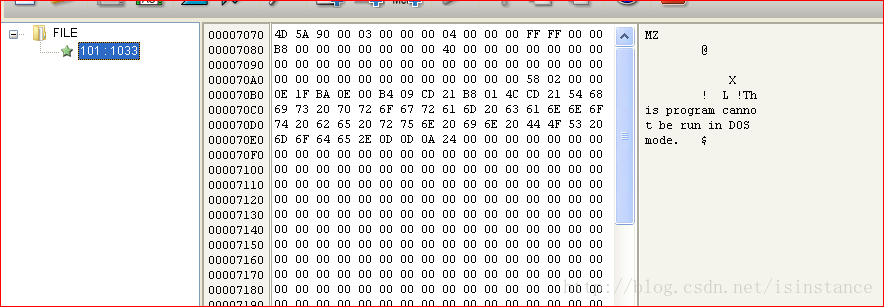 FILE
101 : 1033
00007070 4D 5A 90 00 03 00 00 00 04 00 00 00 FF FF 00 00 MZ
00007080 B8 00 00 00 00 00 00 00 40 00 00 00 00 00 00 00 @
00007090 00 00 00 00 00 00 00 00 00 00 00 00 00 00 00 00
000070A0 00 00 00 00 00 00 00 00 00 00 00 00 58 02 00 00 X
000070B0 0E 1F BA 0E 00 B4 09 CD 21 B8 01 4C CD 21 54 68 ! L !Th
000070C0 69 73 20 70 72 6F 67 72 61 6D 20 63 61 6E 6E 6F is program canno
000070D0 74 20 62 65 20 72 75 6E 20 69 6E 20 44 4F 53 20 t be run in DOS
000070E0 6D 6F 64 65 2E 0D 0D 0A 24 00 00 00 00 00 00 00 mode. $
000070F0 00 00 00 00 00 00 00 00 00 00 00 00 00 00 00 00
00007100 00 00 00 00 00 00 00 00 00 00 00 00 00 00 00 00
00007110 00 00 00 00 00 00 00 00 00 00 00 00 00 00 00 00
00007120 00 00 00 00 00 00 00 00 00 00 00 00 00 00 00 00
00007130 00 00 00 00 00 00 00 00 00 00 00 00 00 00 00 00
00007140 00 00 00 00 00 00 00 00 00 00 00 00 00 00 00 00
00007150 00 00 00 00 00 00 00 00 00 00 00 00 00 00 00 00
00007160 00 00 00 00 00 00 00 00 00 00 00 00 00 00 00 00
00007170 00 00 00 00 00 00 00 00 00 00 00 00 00 00 00 00
00007180 00 00 00 00 00 00 00 00 00 00 00 00 00 00 00 00
00007190 00 00 00 00 00 00 00 00 00 00 00 00 00 00 00 00
http://blog.csdn.net/isinstance